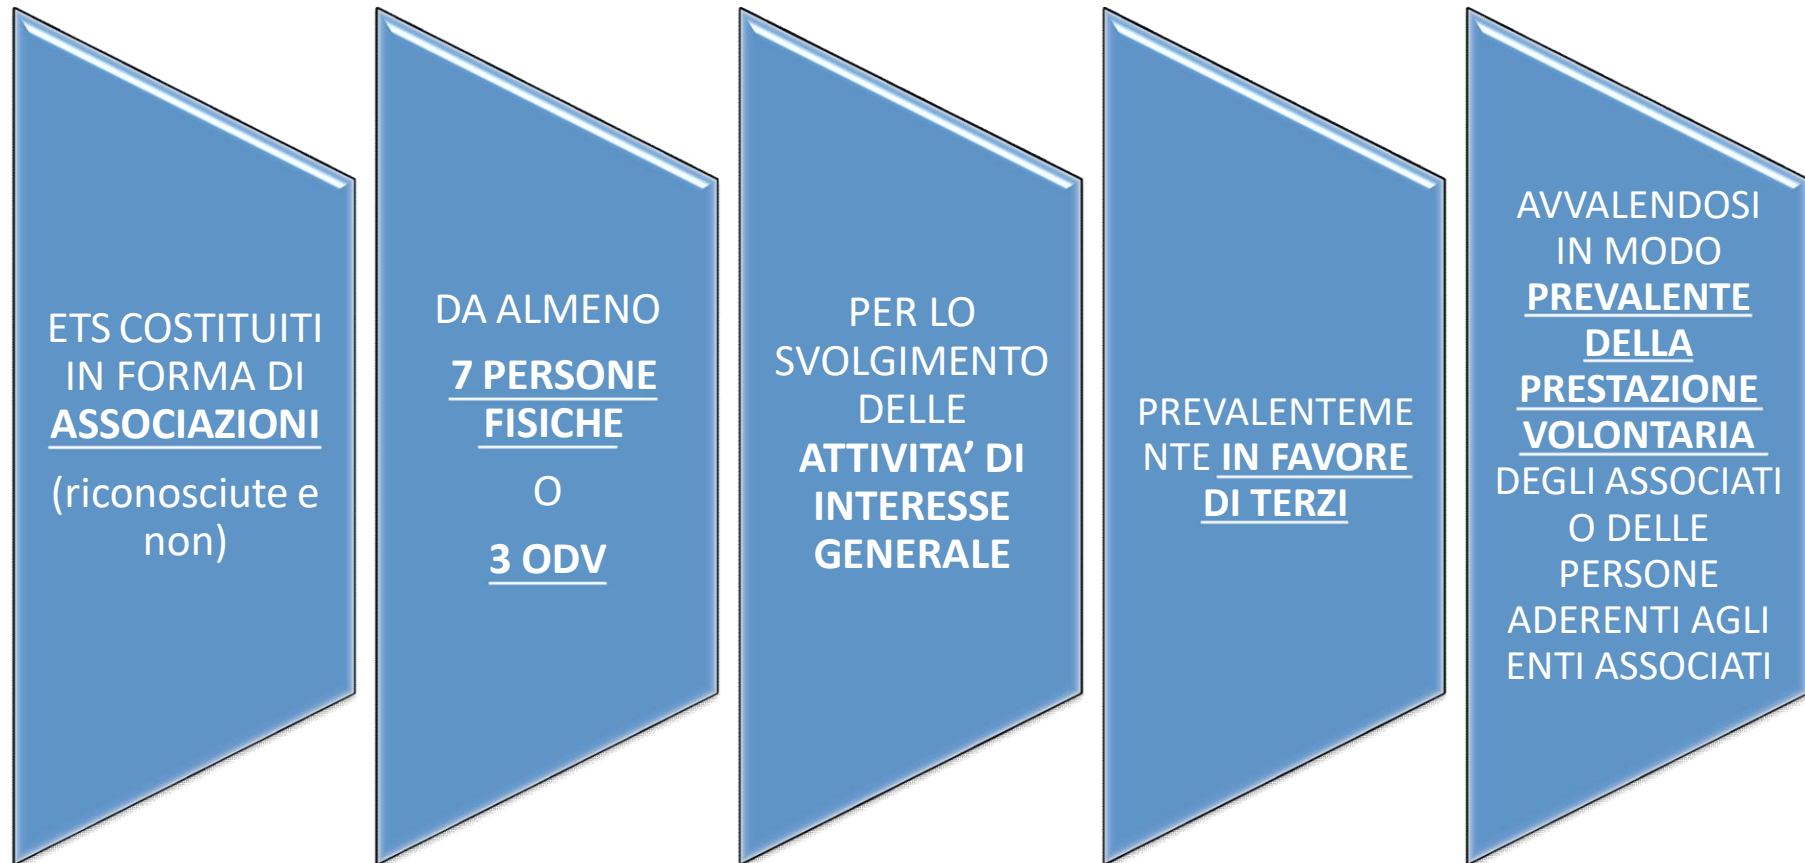 ETS COSTITUITI
IN FORMA DI
ASSOCIAZIONI
(riconosciute e
non)
DA ALMENO
7 PERSONE
FISICHE
O
3 ODV
PER LO
SVOLGIMENTO
DELLE
ATTIVITA’ DI
INTERESSE
GENERALE
PREVALENTEME
NTE IN FAVORE
DI TERZI
AVVALENDOSI
IN MODO
PREVALENTE
DELLA
PRESTAZIONE
VOLONTARIA
DEGLI ASSOCIATI
O DELLE
PERSONE
ADERENTI AGLI
ENTI ASSOCIATI